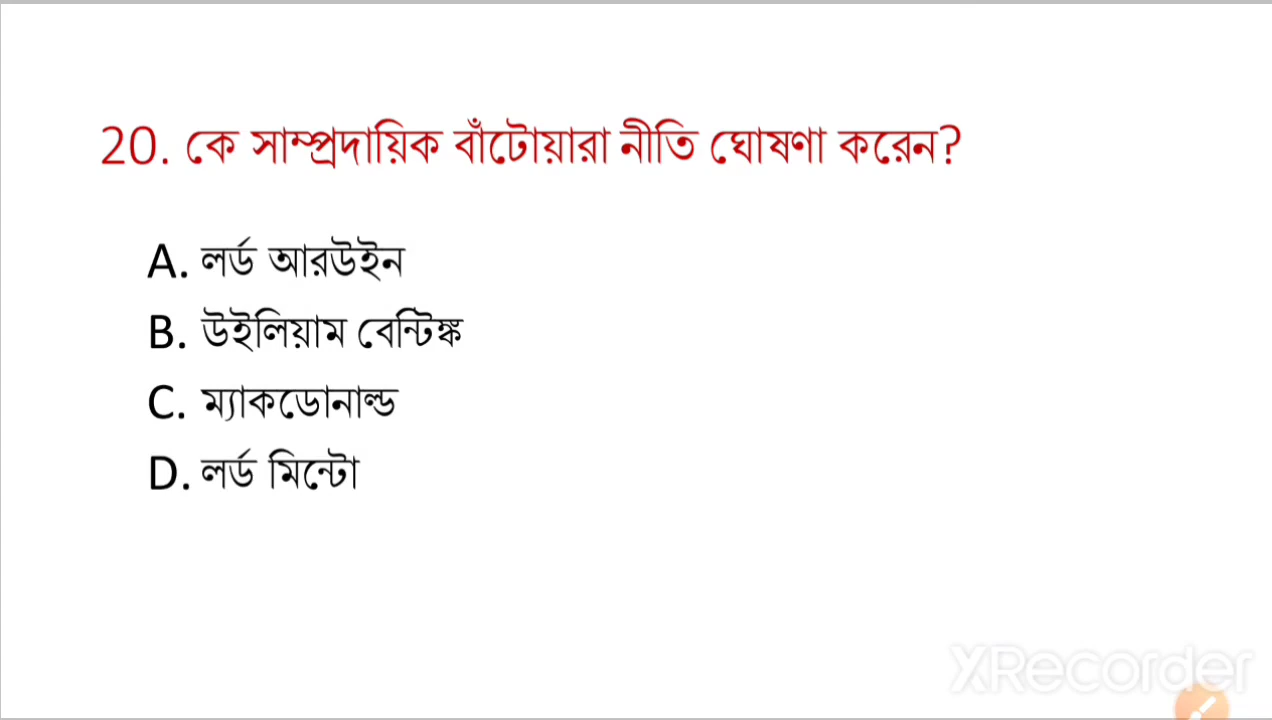 20. কে সাম্প্রদায়িক বাঁটোয়ারা নীতি ঘোষণা করেন?
A. লর্ড আরউইন
B. উইলিয়াম বেন্টিঙ্ক
C. ম্যাকডোনাল্ড
D. লর্ড মিন্টো
XRecorder